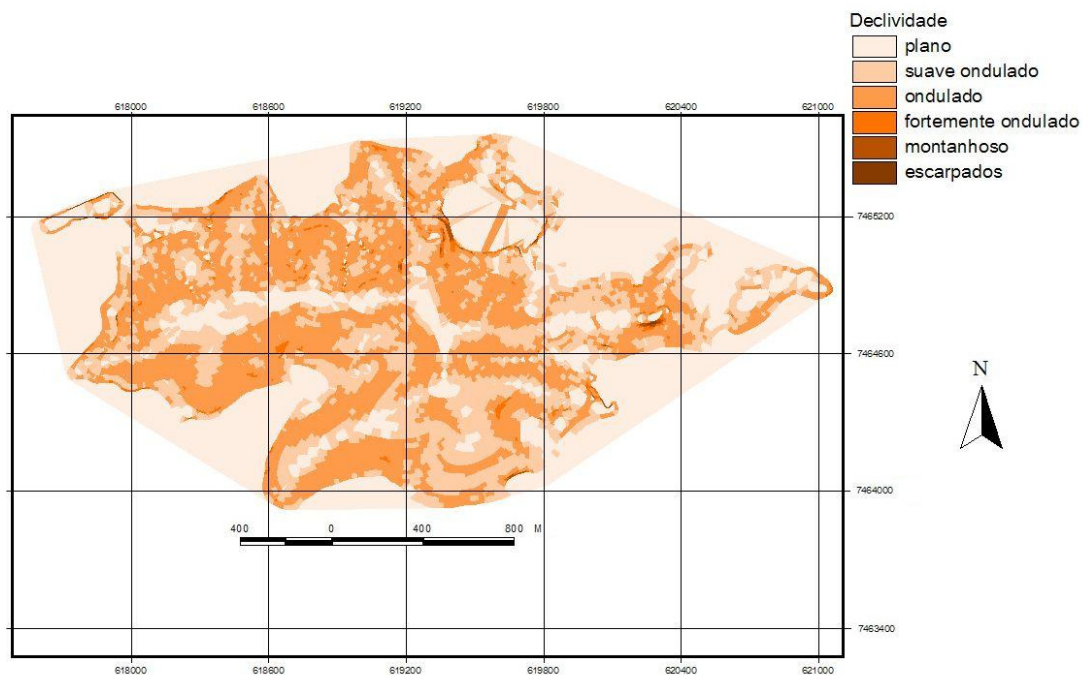 Declividade
plano
suave ondulado
ondulado
fortemente ondulado
montanhoso
escarpados
618000 618600 619200 619800 620400 621000
7465200
7464600
N
7464000
400 0 400 800 M
7463400
618000 618600 619200 619800 620400 621000